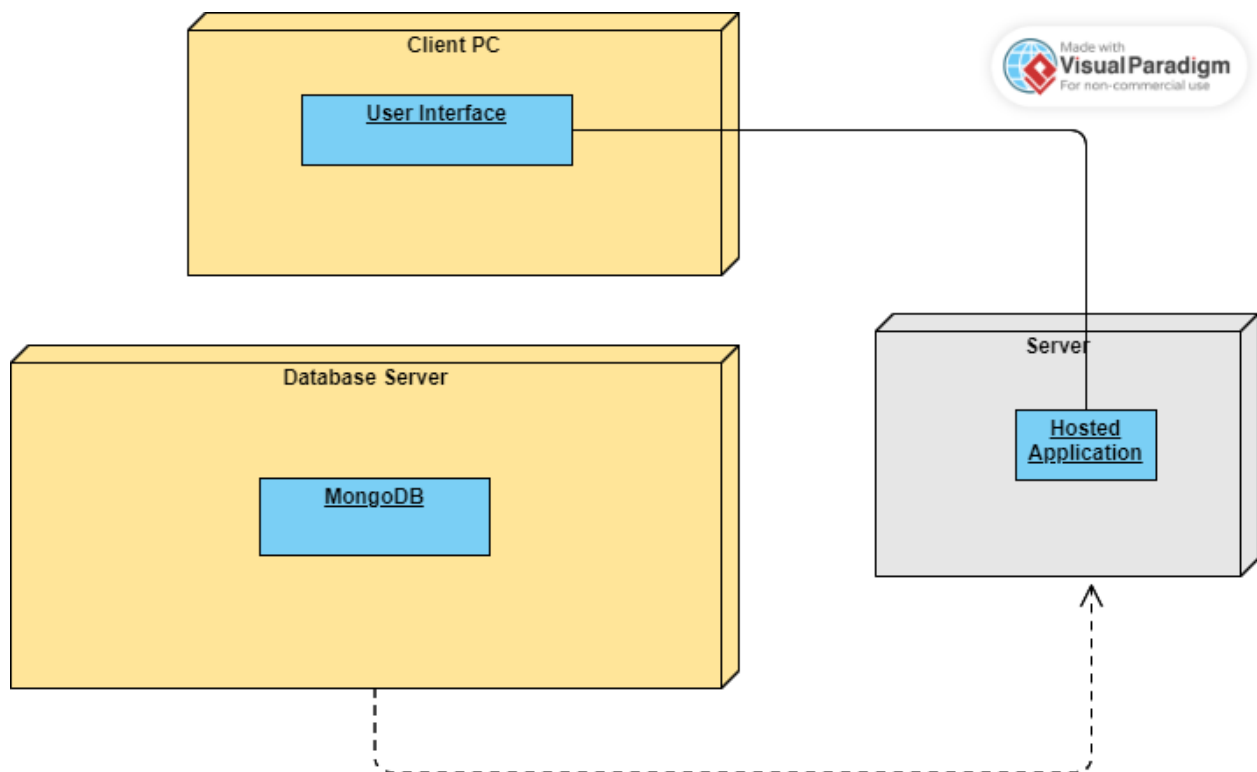 Client PC
User Interface
Made with
Visual Paradigm
For non-commercial use
Database Server
MongoDB
Server
Hosted
Application